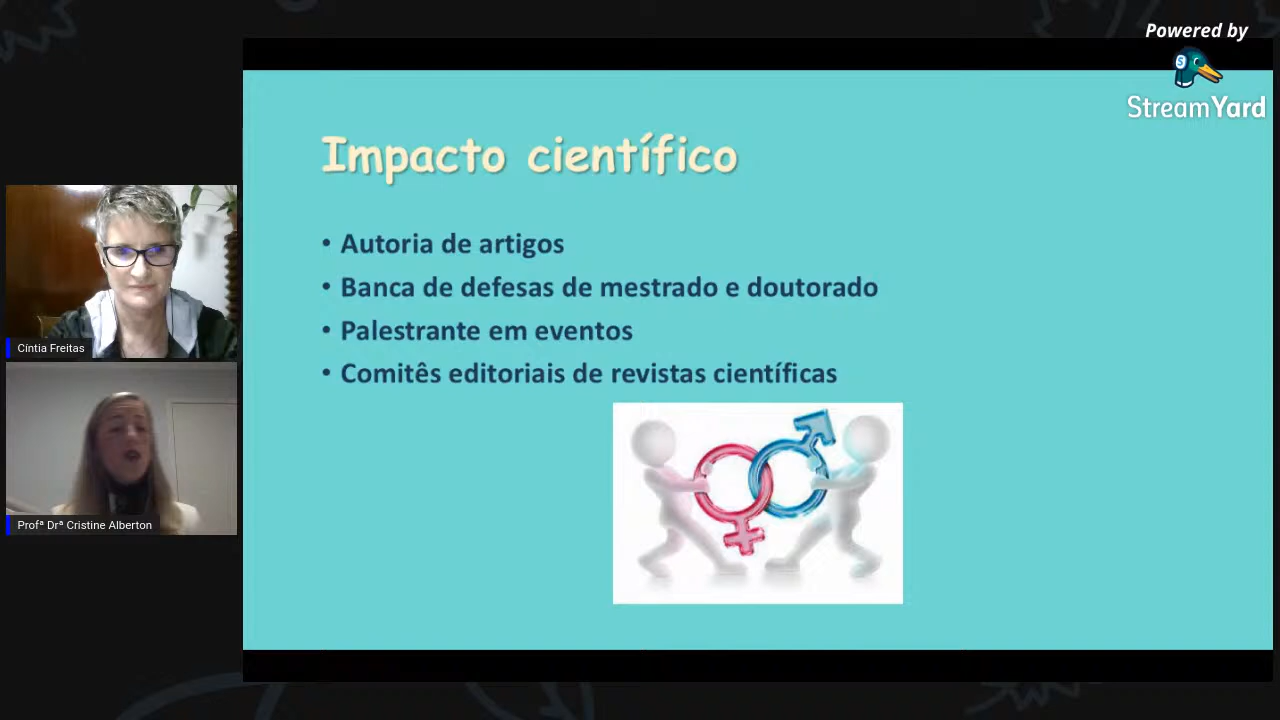 Powered by
StreamYard
Impacto científico
• Autoria de artigos
• Banca de defesas de mestrado e doutorado
• Palestrante em eventos
• Comitês editoriais de revistas científicas
Cíntia Freitas
Profª Drª Cristine Alberton